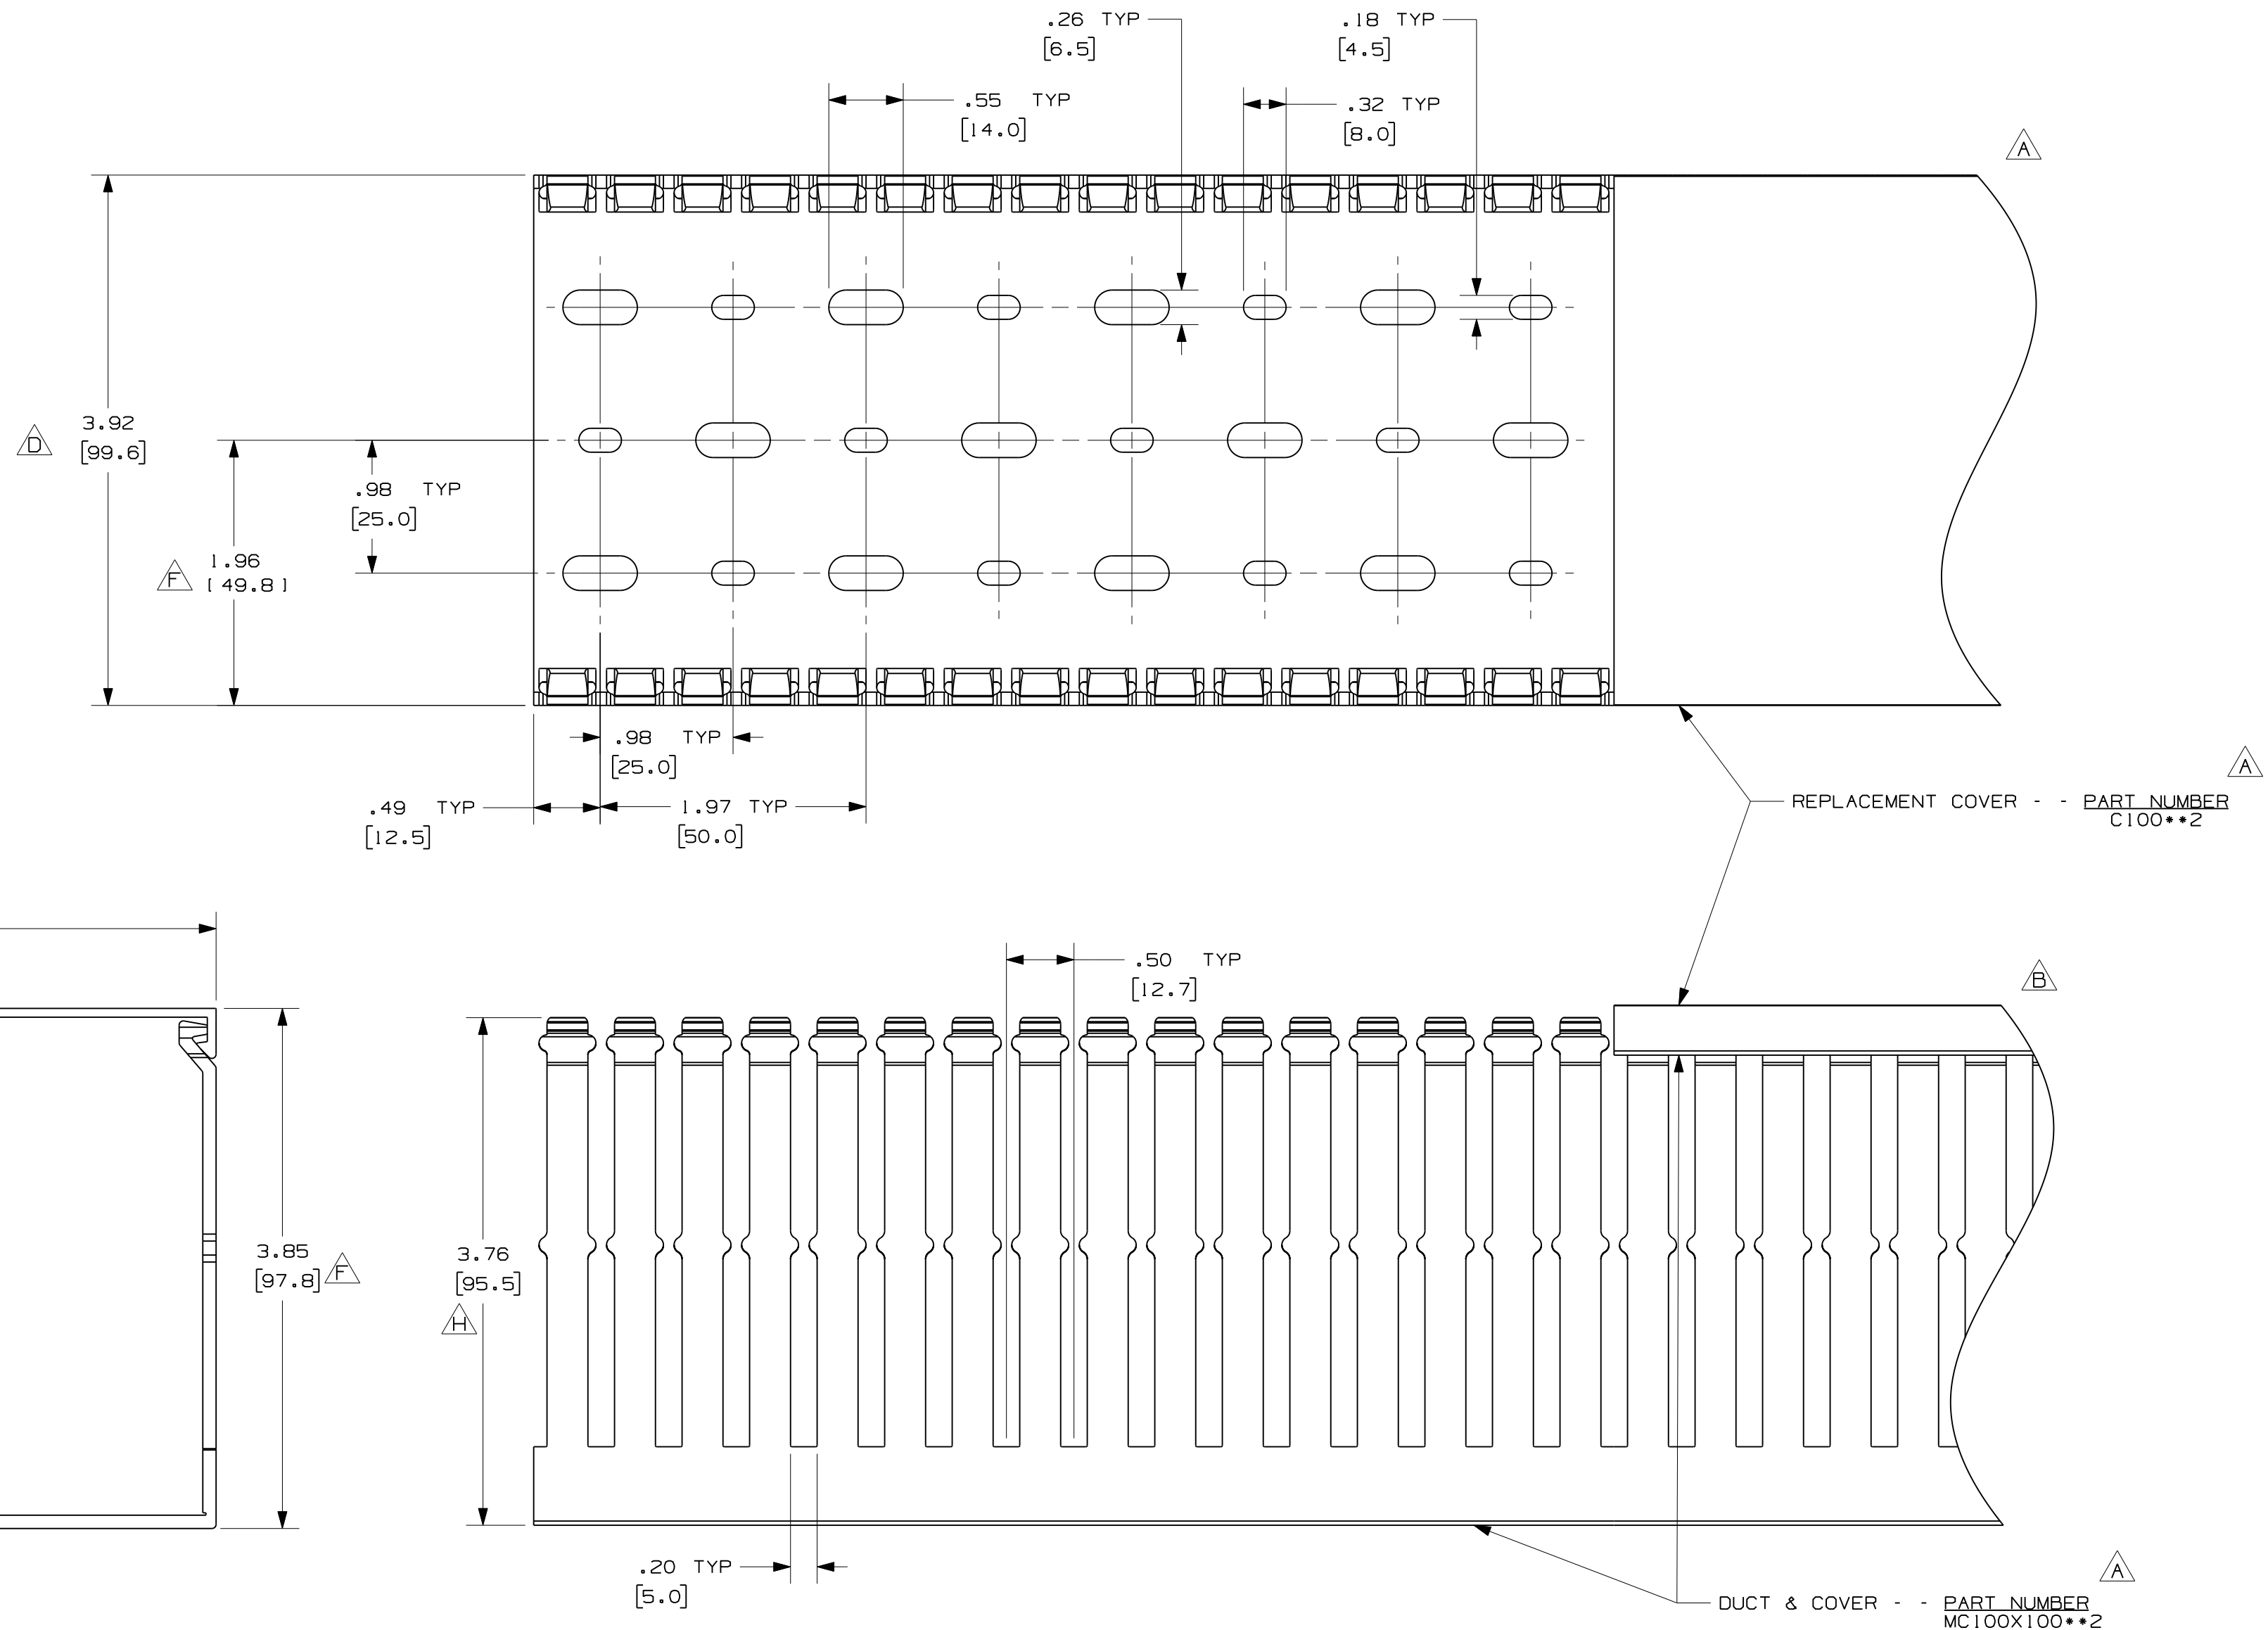 .26 TYP
[6.5]
.18 TYP
[4.5]
.55 TYP
[14.0]
.32 TYP
[8.0]
A
3.92
[99.6]
D
.98 TYP
[25.0]
1.96
[49.8]
F
.98 TYP
[25.0]
.49 TYP
[12.5]
1.97 TYP
[50.0]
A
REPLACEMENT COVER - - PART NUMBER
C100**2
.50 TYP
[12.7]
B
3.85
[97.8]
F
3.76
[95.5]
H
.20 TYP
[5.0]
A
DUCT & COVER - - PART NUMBER
MC100X100**2